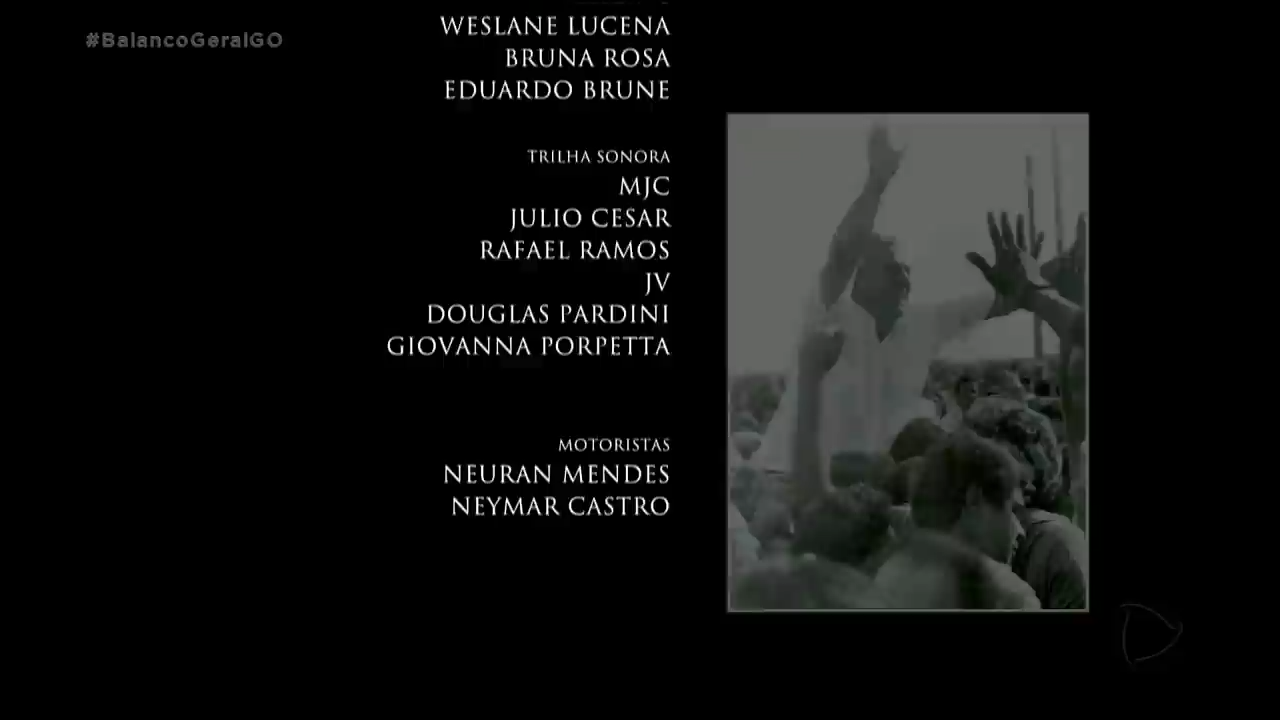 #BalancoGeralGO
WESLANE LUCENA
BRUNA ROSA
EDUARDO BRUNE
TRILHA SONORA
MJC
JULIO CESAR
RAFAEL RAMOS
JV
DOUGLAS PARDINI
GIOVANNA PORPETTA
MOTORISTAS
NEURAN MENDES
NEYMAR CASTRO